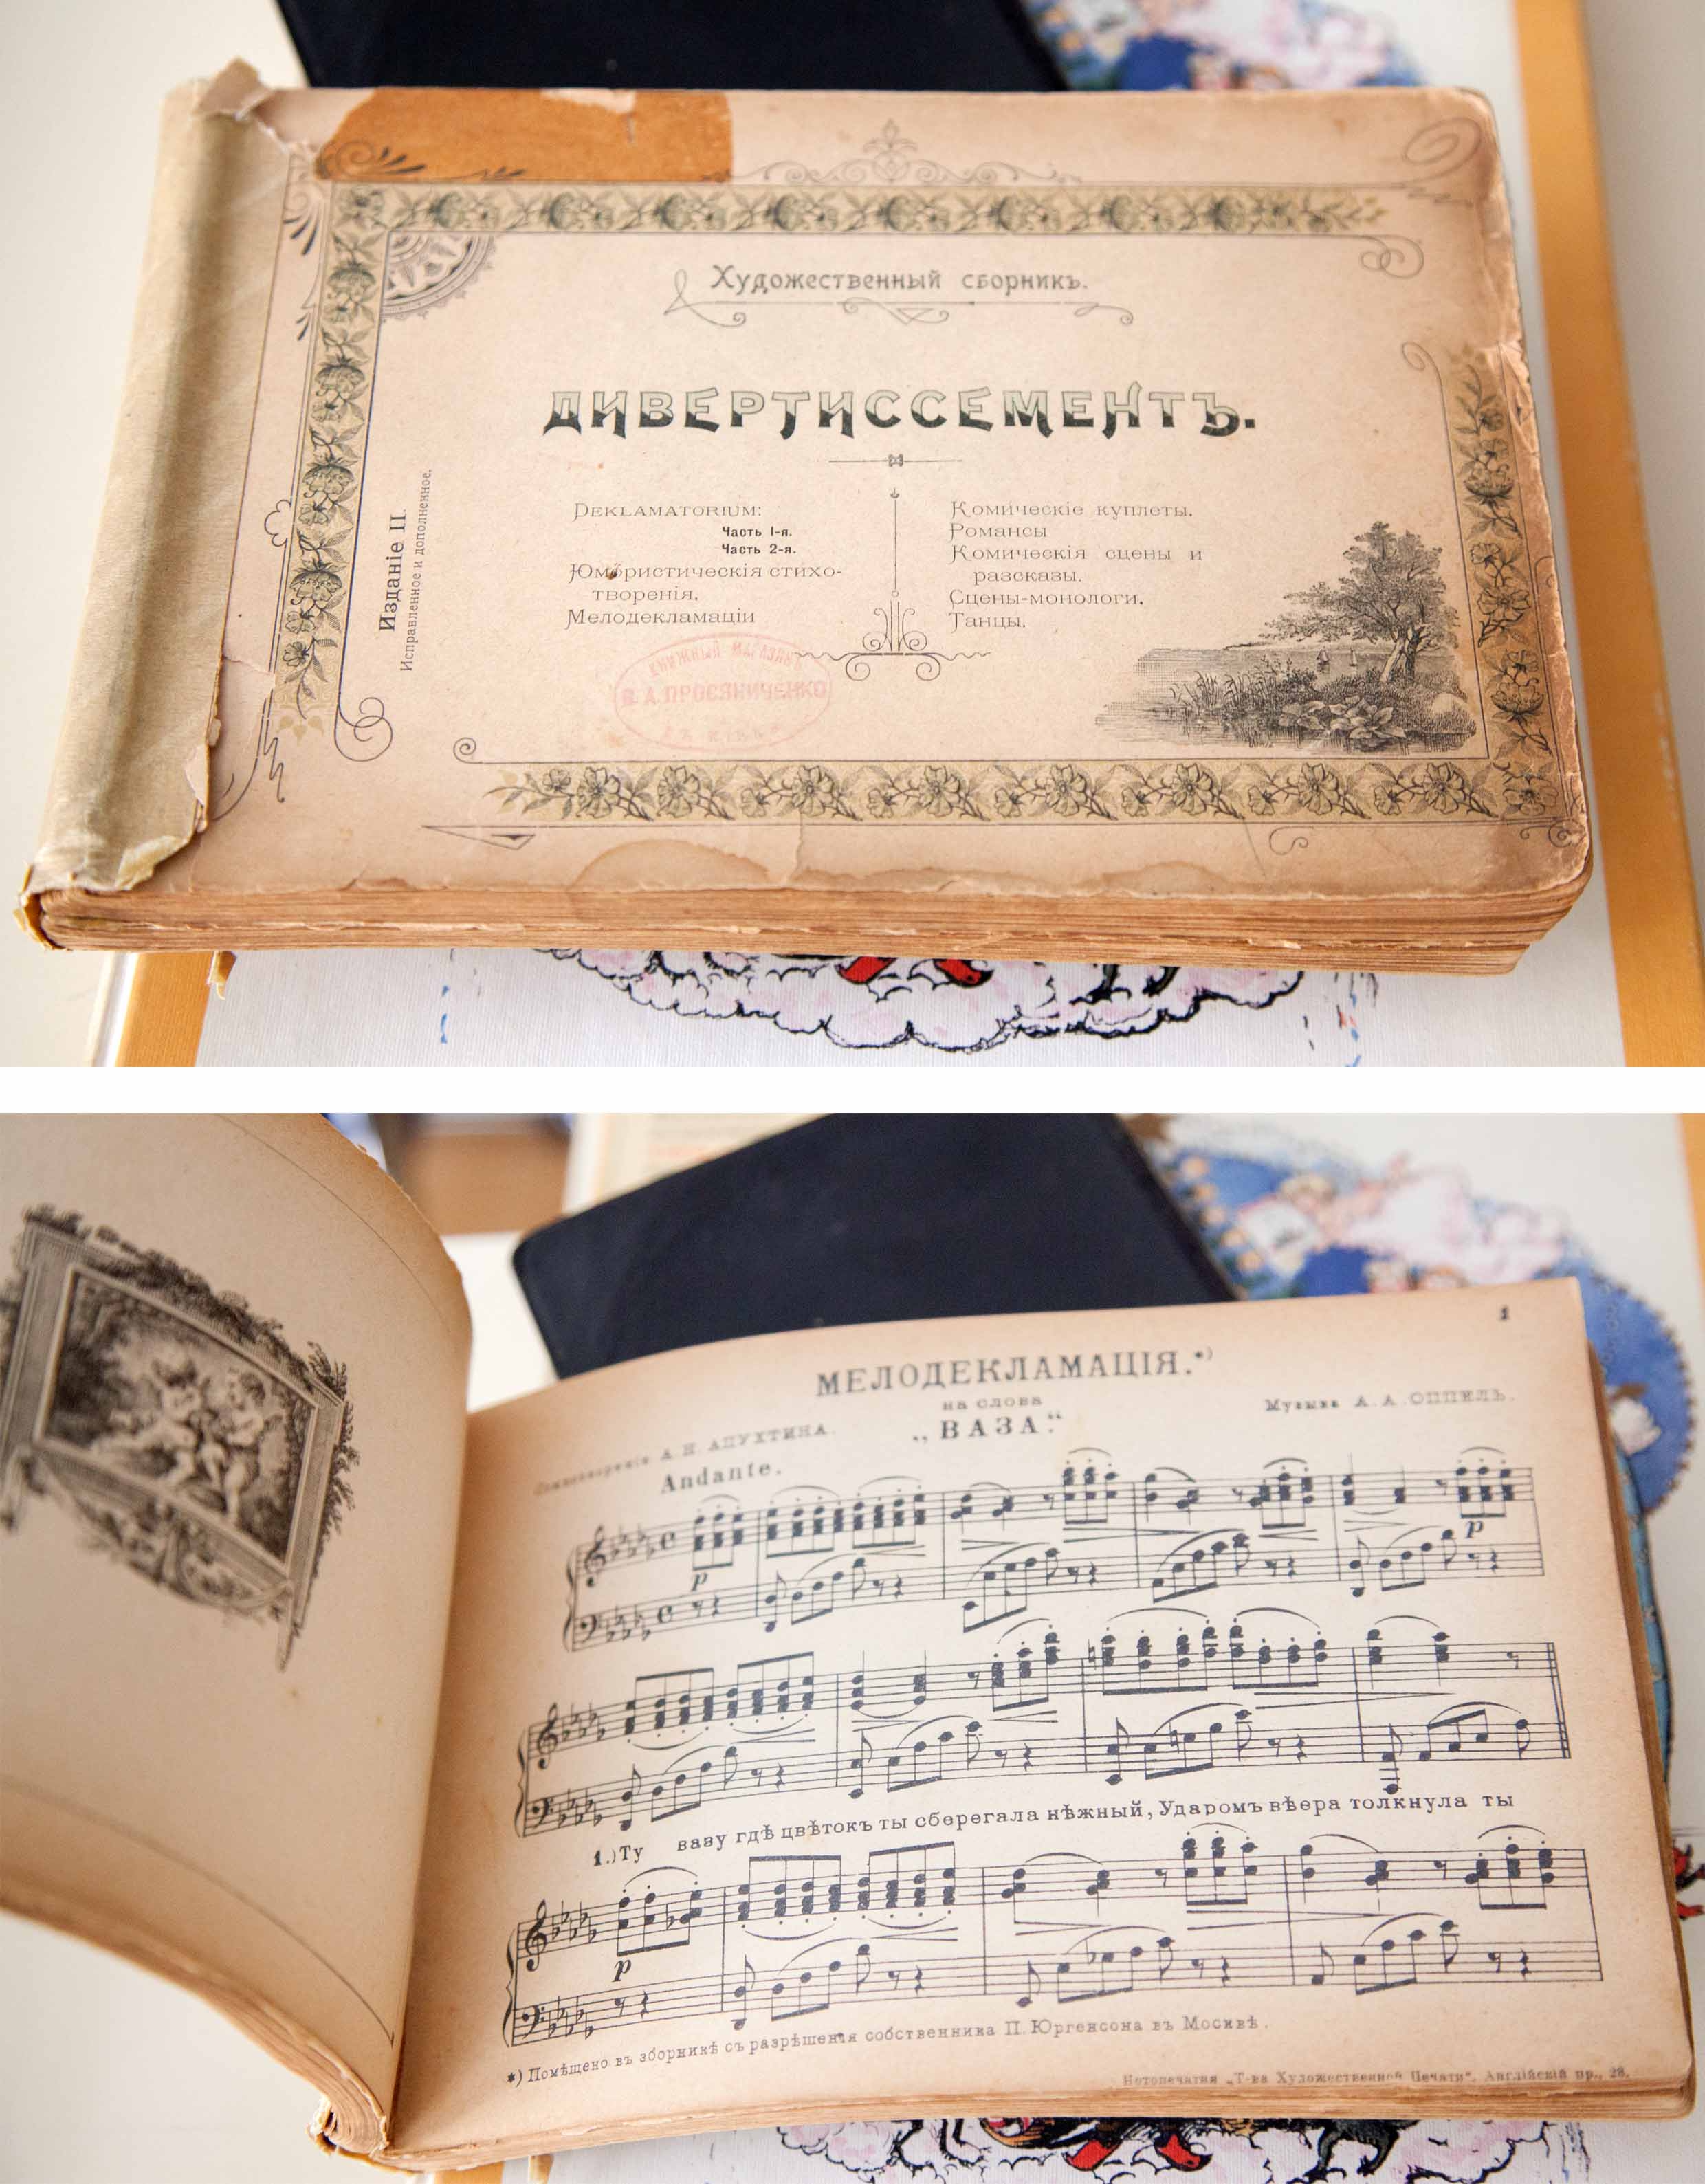 Художественный сборникъ.
ДИВЕРТИССЕМЕНТЪ.
Изданіе II.
Исправленное и дополненное.
DEKLAMATORIUM:
Часть 1-я.
Часть 2-я.
Юмористическія стихо-
творенія.
Мелодекламаціи
Комическіе куплеты.
Романсы
Комическія сцены и
разсказы.
Сцены-монологи.
Танцы.
КНИЖНЫЙ МАГАЗИНЪ
В. А. ПРОСЯНИЧЕНКО
1
МЕЛОДЕКЛАМАЦІЯ.*)
на слова
„ВАЗА“.
А. Н. АПУХТИНА.
Музыка А. А. ОППЕЛЬ.
Andante.
p
p
1.) Ту вазу гдѣ цвѣтокъ ты сберегала нѣжный, Ударомъ вѣера толкнула ты
p
*) Помѣщено въ зборникѣ съ разрѣшенія собственника П. Юргенсона въ Москвѣ.
Нотопечатня „Т-ва Художественной Печати“. Англійскій пр., 28.